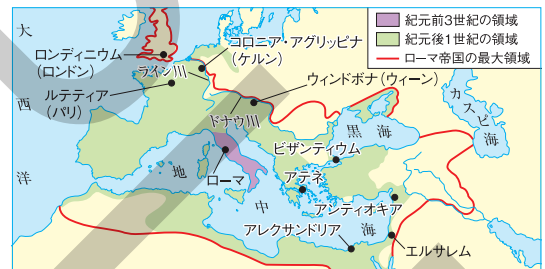 紀元前3世紀の領域
紀元後1世紀の領域
ローマ帝国の最大領域
大西洋
ロンディニウム
(ロンドン)
コロニア・アグリッピナ
(ケルン)
ライン川
ルテティア
(パリ)
ウィンドボナ(ウィーン)
ドナウ川
カスピ海
黒海
ビザンティウム
ローマ
アテネ
地中海
アンティオキア
アレクサンドリア
エルサレム